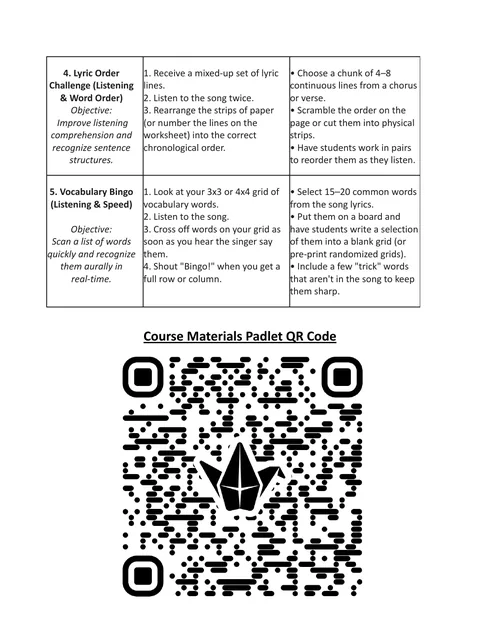 4. Lyric Order
Challenge (Listening
& Word Order)
Objective:
Improve listening
comprehension and
recognize sentence
structures.
1. Receive a mixed-up set of lyric
lines.
2. Listen to the song twice.
3. Rearrange the strips of paper
(or number the lines on the
worksheet) into the correct
chronological order.
• Choose a chunk of 4–8
continuous lines from a chorus
or verse.
• Scramble the order on the
page or cut them into physical
strips.
• Have students work in pairs
to reorder them as they listen.
5. Vocabulary Bingo
(Listening & Speed)
Objective:
Scan a list of words
quickly and recognize
them aurally in
real-time.
1. Look at your 3x3 or 4x4 grid of
vocabulary words.
2. Listen to the song.
3. Cross off words on your grid as
soon as you hear the singer say
them.
4. Shout "Bingo!" when you get a
full row or column.
• Select 15–20 common words
from the song lyrics.
• Put them on a board and
have students write a selection
of them into a blank grid (or
pre-print randomized grids).
• Include a few "trick" words
that aren't in the song to keep
them sharp.
Course Materials Padlet QR Code